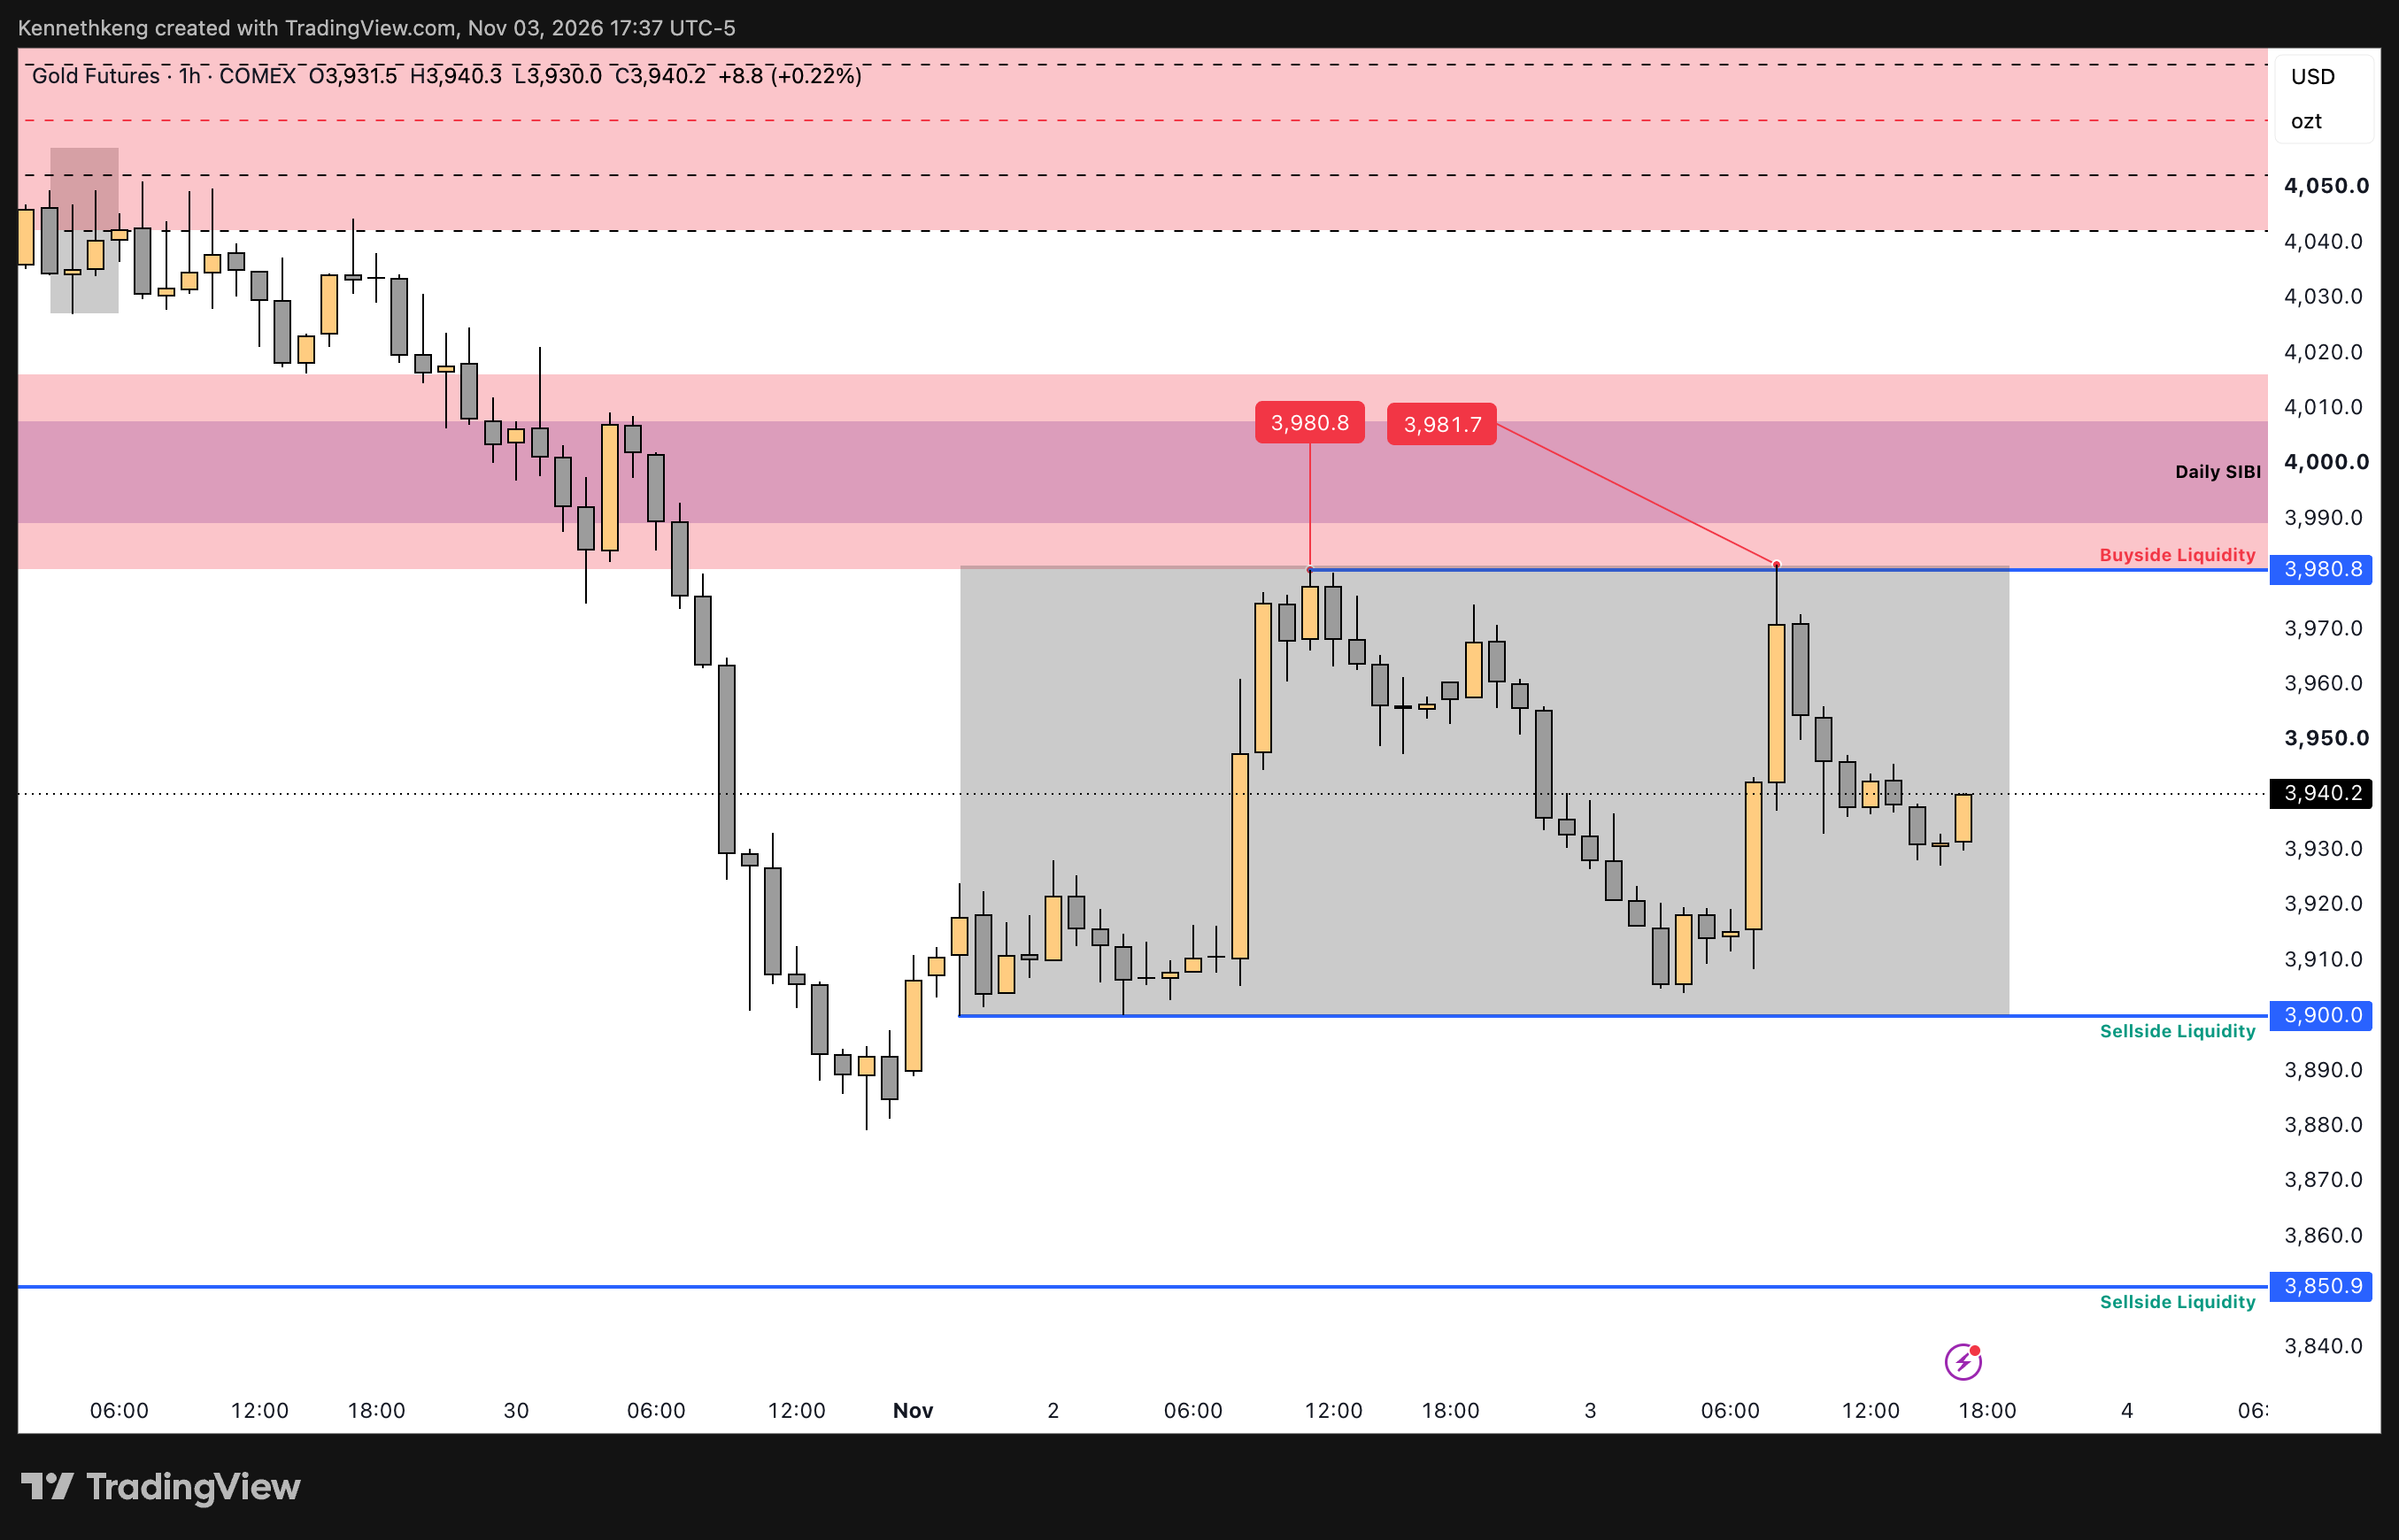 Kennethkeng created with TradingView.com, Nov 03, 2026 17:37 UTC-5
Gold Futures · 1h · COMEX O3,931.5 H3,940.3 L3,930.0 C3,940.2 +8.8 (+0.22%)
USD
ozt
4,050.0
4,040.0
4,030.0
4,020.0
4,010.0
3,980.8
3,981.7
Daily SIBI
4,000.0
3,990.0
Buyside Liquidity
3,980.8
3,970.0
3,960.0
3,950.0
3,940.2
3,930.0
3,920.0
3,910.0
3,900.0
Sellside Liquidity
3,890.0
3,880.0
3,870.0
3,860.0
3,850.9
Sellside Liquidity
3,840.0
06:00 12:00 18:00 30 06:00 12:00 Nov 2 06:00 12:00 18:00 3 06:00 12:00 18:00 4 06:
TradingView